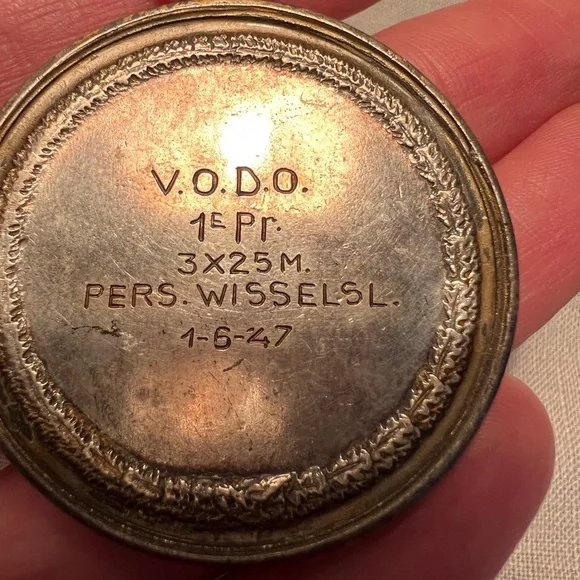 V.O.D.O.
1E Pr.
3X25M.
PERS. WISSELSL.
1-6-47